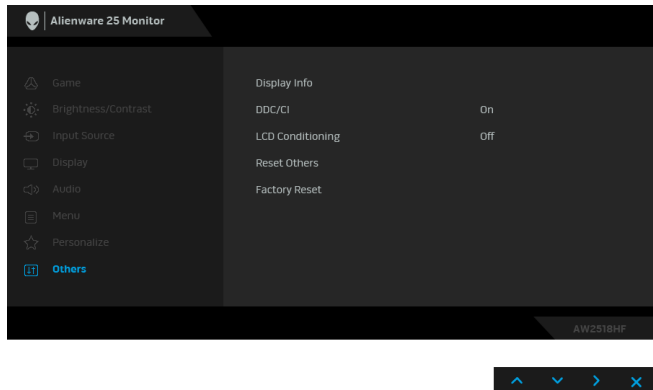 Alienware 25 Monitor
Game
Display Info
Brightness/Contrast
DDC/CI On
Input Source
LCD Conditioning Off
Display
Reset Others
Audio
Factory Reset
Menu
Personalize
Others
AW2518HF